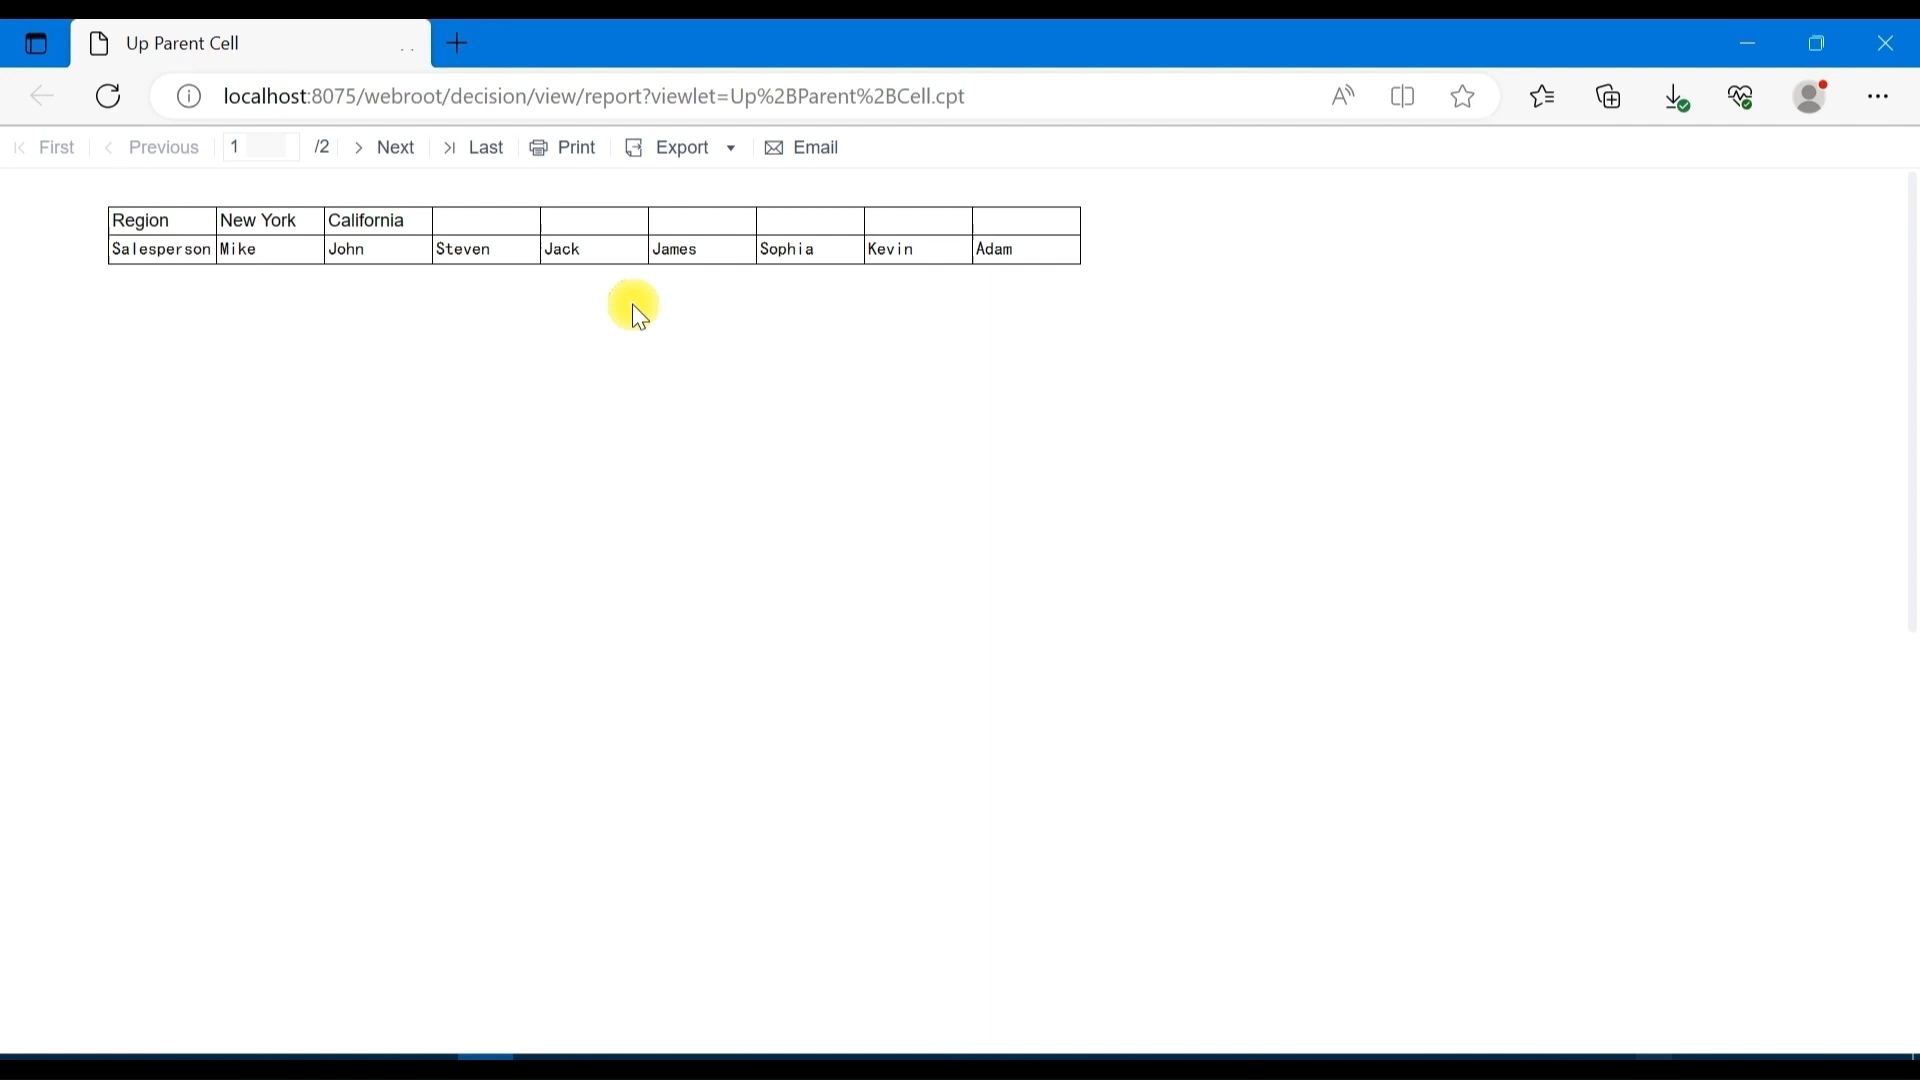 Up Parent Cell
localhost:8075/webroot/decision/view/report?viewlet=Up%2BParent%2BCell.cpt
First Previous 1 /2 Next Last Print Export Email
Region New York California
Salesperson Mike John Steven Jack James Sophia Kevin Adam